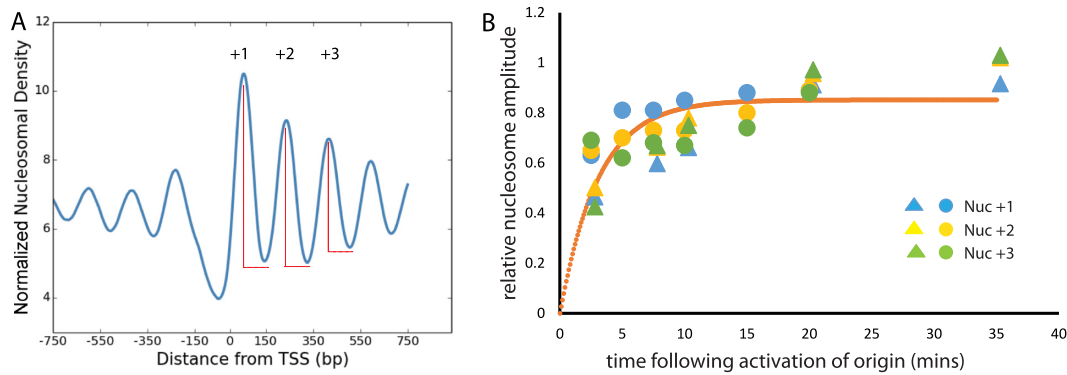 A
Normalized Nucleosomal Density
12
10
8
6
4
+1 +2 +3
-750 -550 -350 -150 0 150 350 550 750
Distance from TSS (bp)
B
relative nucleosome amplitude
1.2
1
0.8
0.6
0.4
0.2
0
Nuc +1
Nuc +2
Nuc +3
0 5 10 15 20 25 30 35 40
time following activation of origin (mins)